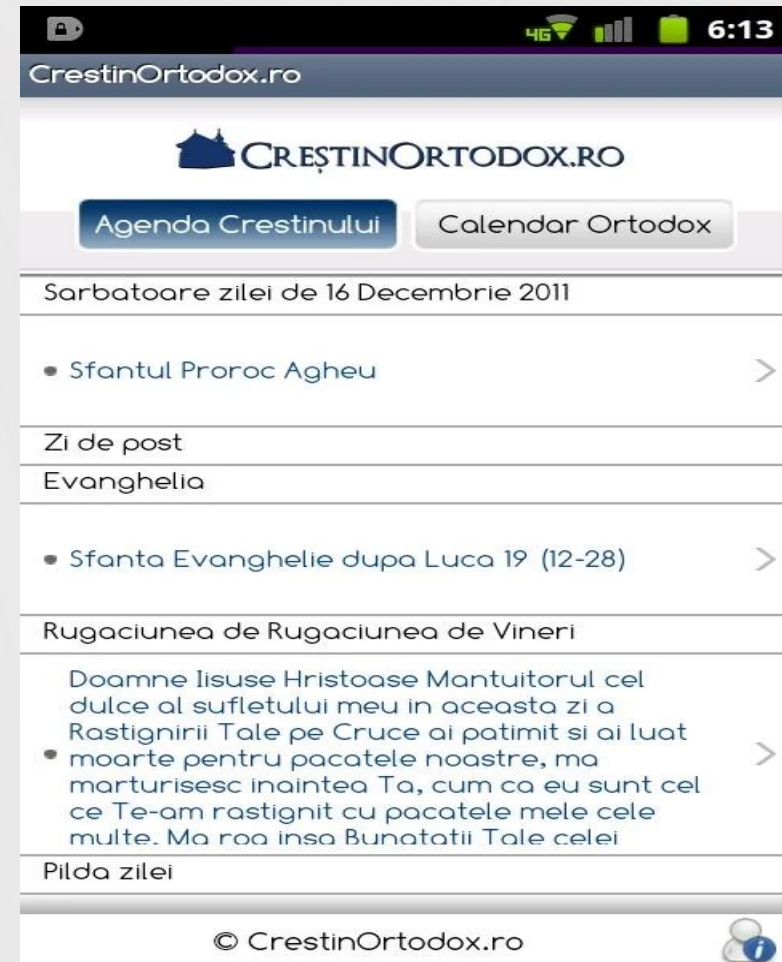 4G 6:13
CrestinOrtodox.ro
CREȘTINORTODOX.RO
Agenda Crestinului Calendar Ortodox
Sarbatoare zilei de 16 Decembrie 2011
Sfantul Proroc Agheu
Zi de post
Evanghelia
Sfanta Evanghelie dupa Luca 19 (12-28)
Rugaciunea de Rugaciunea de Vineri
Doamne Iisuse Hristoase Mantuitorul cel
dulce al sufletului meu in aceasta zi a
Rastignirii Tale pe Cruce ai patimit si ai luat
moarte pentru pacatele noastre, ma
marturisesc inaintea Ta, cum ca eu sunt cel
ce Te-am rastignit cu pacatele mele cele
multe. Ma rog insa Bunatatii Tale celei
Pilda zilei
© CrestinOrtodox.ro